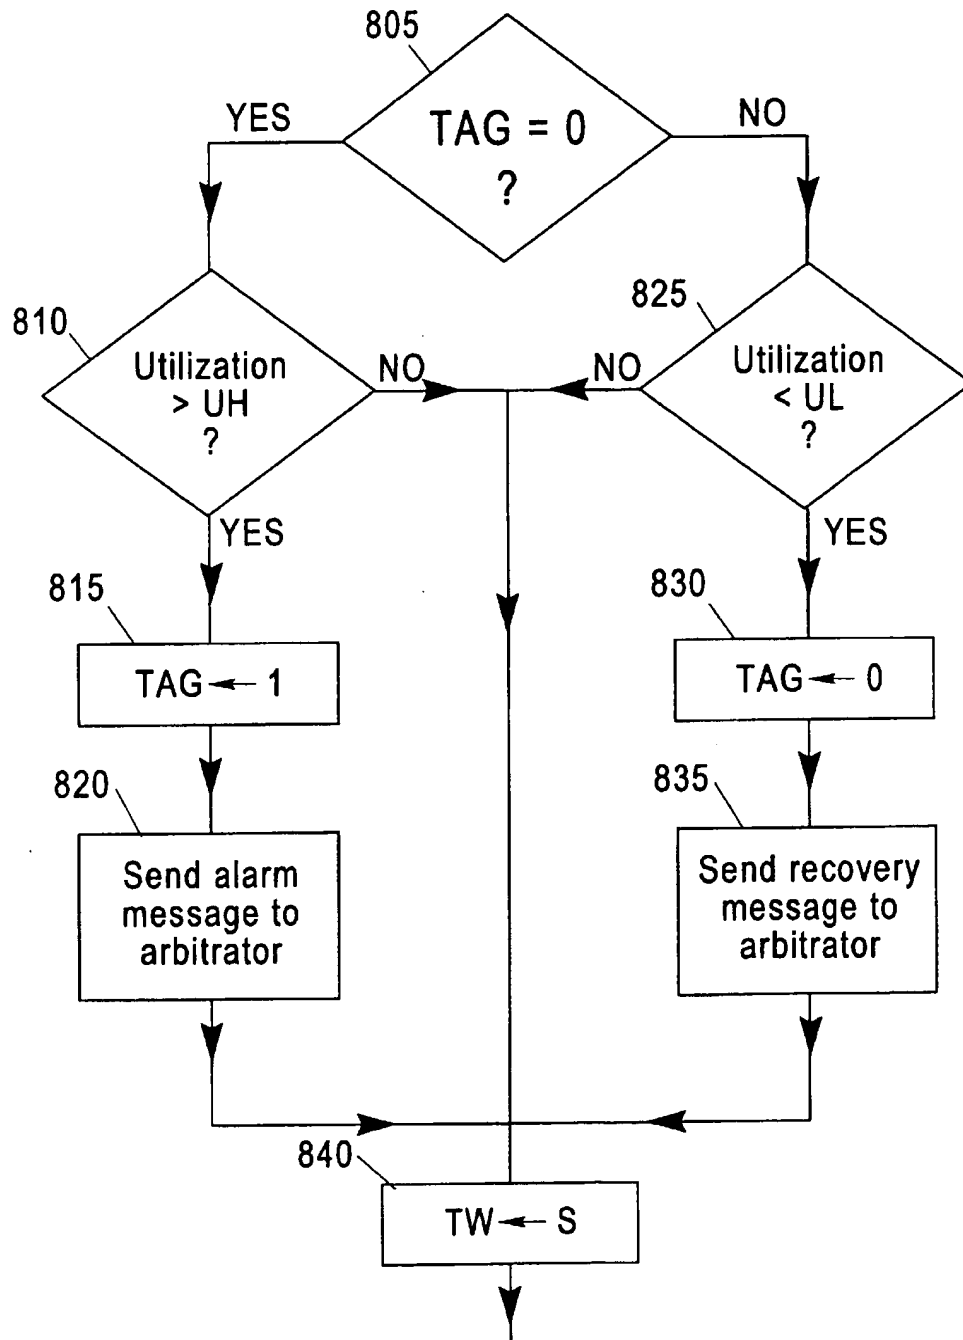 805
YES
NO
TAG = 0
?
810
825
Utilization
> UH
?
NO
NO
Utilization
< UL
?
YES
YES
815
830
TAG ← 1
TAG ← 0
820
835
Send alarm
message to
arbitrator
Send recovery
message to
arbitrator
840
TW ← S